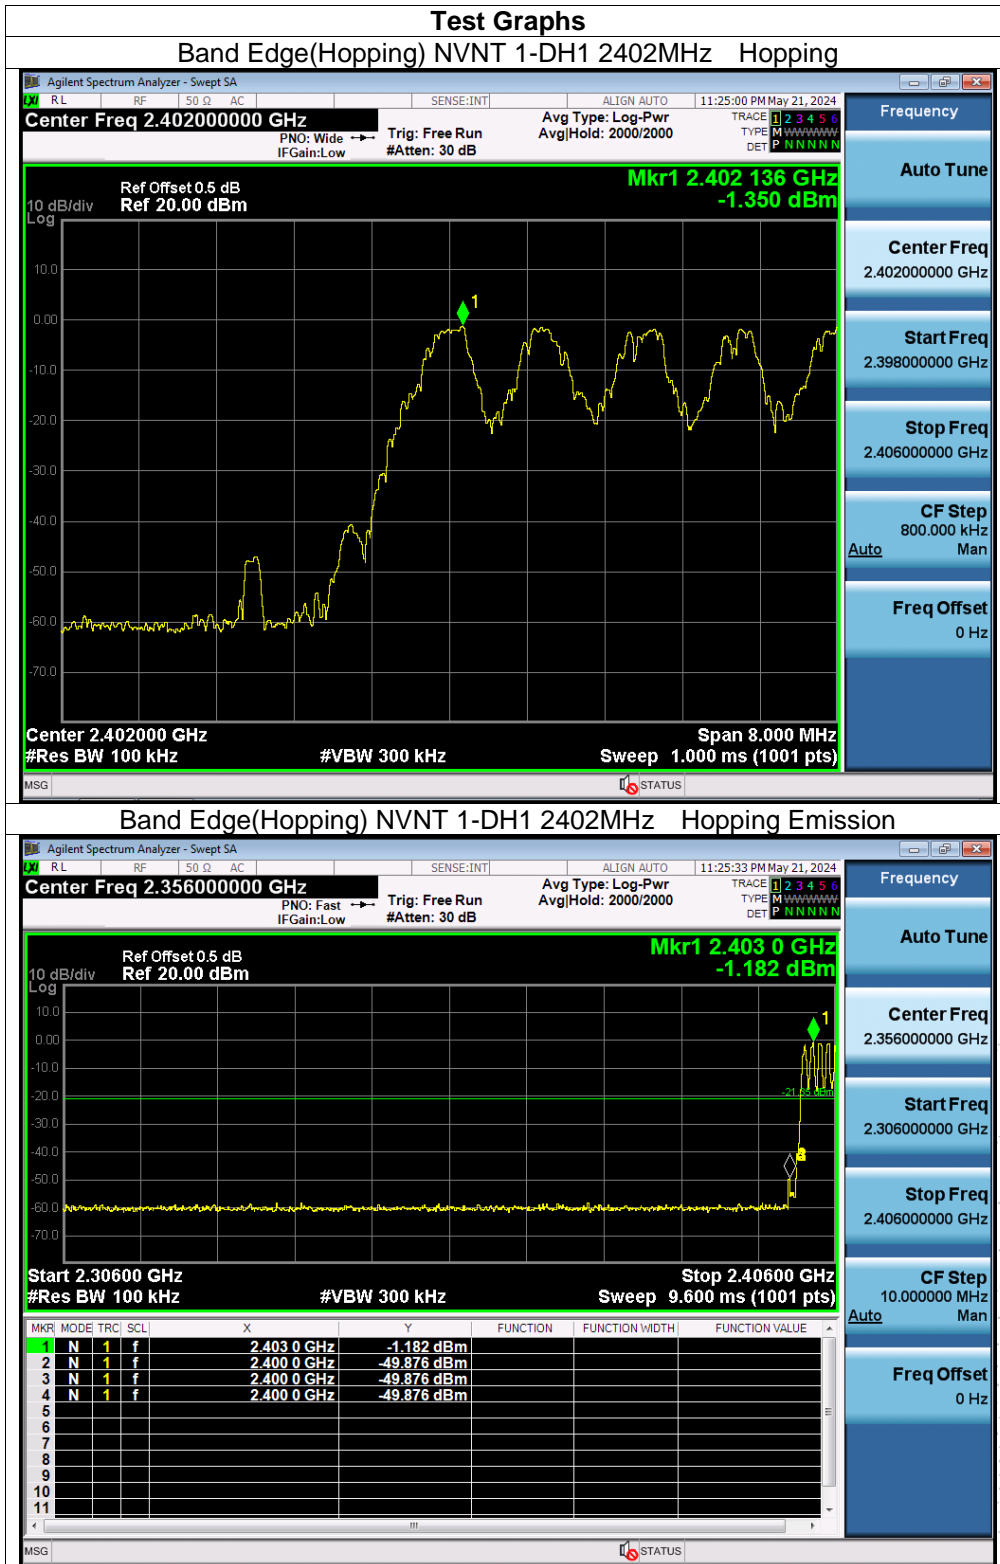 Test Graphs
Band Edge(Hopping) NVNT 1-DH1 2402MHz Hopping
Agilent Spectrum Analyzer - Swept SA
LXI RL RF 50 Ω AC SENSE:INT ALIGN AUTO 11:25:00 PM May 21, 2024
Center Freq 2.402000000 GHz
PNO: Wide
IFGain:Low
Trig: Free Run
#Atten: 30 dB
Avg Type: Log-Pwr
Avg|Hold: 2000/2000
TRACE 1 2 3 4 5 6
TYPE M WWWWW
DET P N N N N N
Ref Offset 0.5 dB
Ref 20.00 dBm
10 dB/div
Log
Mkr1 2.402 136 GHz
-1.350 dBm
10.0
0.00
-10.0
-20.0
-30.0
-40.0
-50.0
-60.0
-70.0
1
Center 2.402000 GHz
Span 8.000 MHz
#Res BW 100 kHz
#VBW 300 kHz
Sweep 1.000 ms (1001 pts)
MSG
STATUS
Frequency
Auto Tune
Center Freq
2.402000000 GHz
Start Freq
2.398000000 GHz
Stop Freq
2.406000000 GHz
CF Step
800.000 kHz
Auto Man
Freq Offset
0 Hz
Band Edge(Hopping) NVNT 1-DH1 2402MHz Hopping Emission
Agilent Spectrum Analyzer - Swept SA
LXI RL RF 50 Ω AC SENSE:INT ALIGN AUTO 11:25:33 PM May 21, 2024
Center Freq 2.356000000 GHz
PNO: Fast
IFGain:Low
Trig: Free Run
#Atten: 30 dB
Avg Type: Log-Pwr
Avg|Hold: 2000/2000
TRACE 1 2 3 4 5 6
TYPE M WWWWW
DET P N N N N N
Ref Offset 0.5 dB
Ref 20.00 dBm
10 dB/div
Log
Mkr1 2.403 0 GHz
-1.182 dBm
10.0
0.00
-10.0
-20.0
-30.0
-40.0
-50.0
-60.0
-70.0
1
-21.35 dBm
Start 2.30600 GHz
Stop 2.40600 GHz
#Res BW 100 kHz
#VBW 300 kHz
Sweep 9.600 ms (1001 pts)
MKR MODE TRC SCL X Y FUNCTION FUNCTION WIDTH FUNCTION VALUE
1 N 1 f 2.403 0 GHz -1.182 dBm
2 N 1 f 2.400 0 GHz -49.876 dBm
3 N 1 f 2.400 0 GHz -49.876 dBm
4 N 1 f 2.400 0 GHz -49.876 dBm
5
6
7
8
9
10
11
MSG
STATUS
Frequency
Auto Tune
Center Freq
2.356000000 GHz
Start Freq
2.306000000 GHz
Stop Freq
2.406000000 GHz
CF Step
10.000000 MHz
Auto Man
Freq Offset
0 Hz